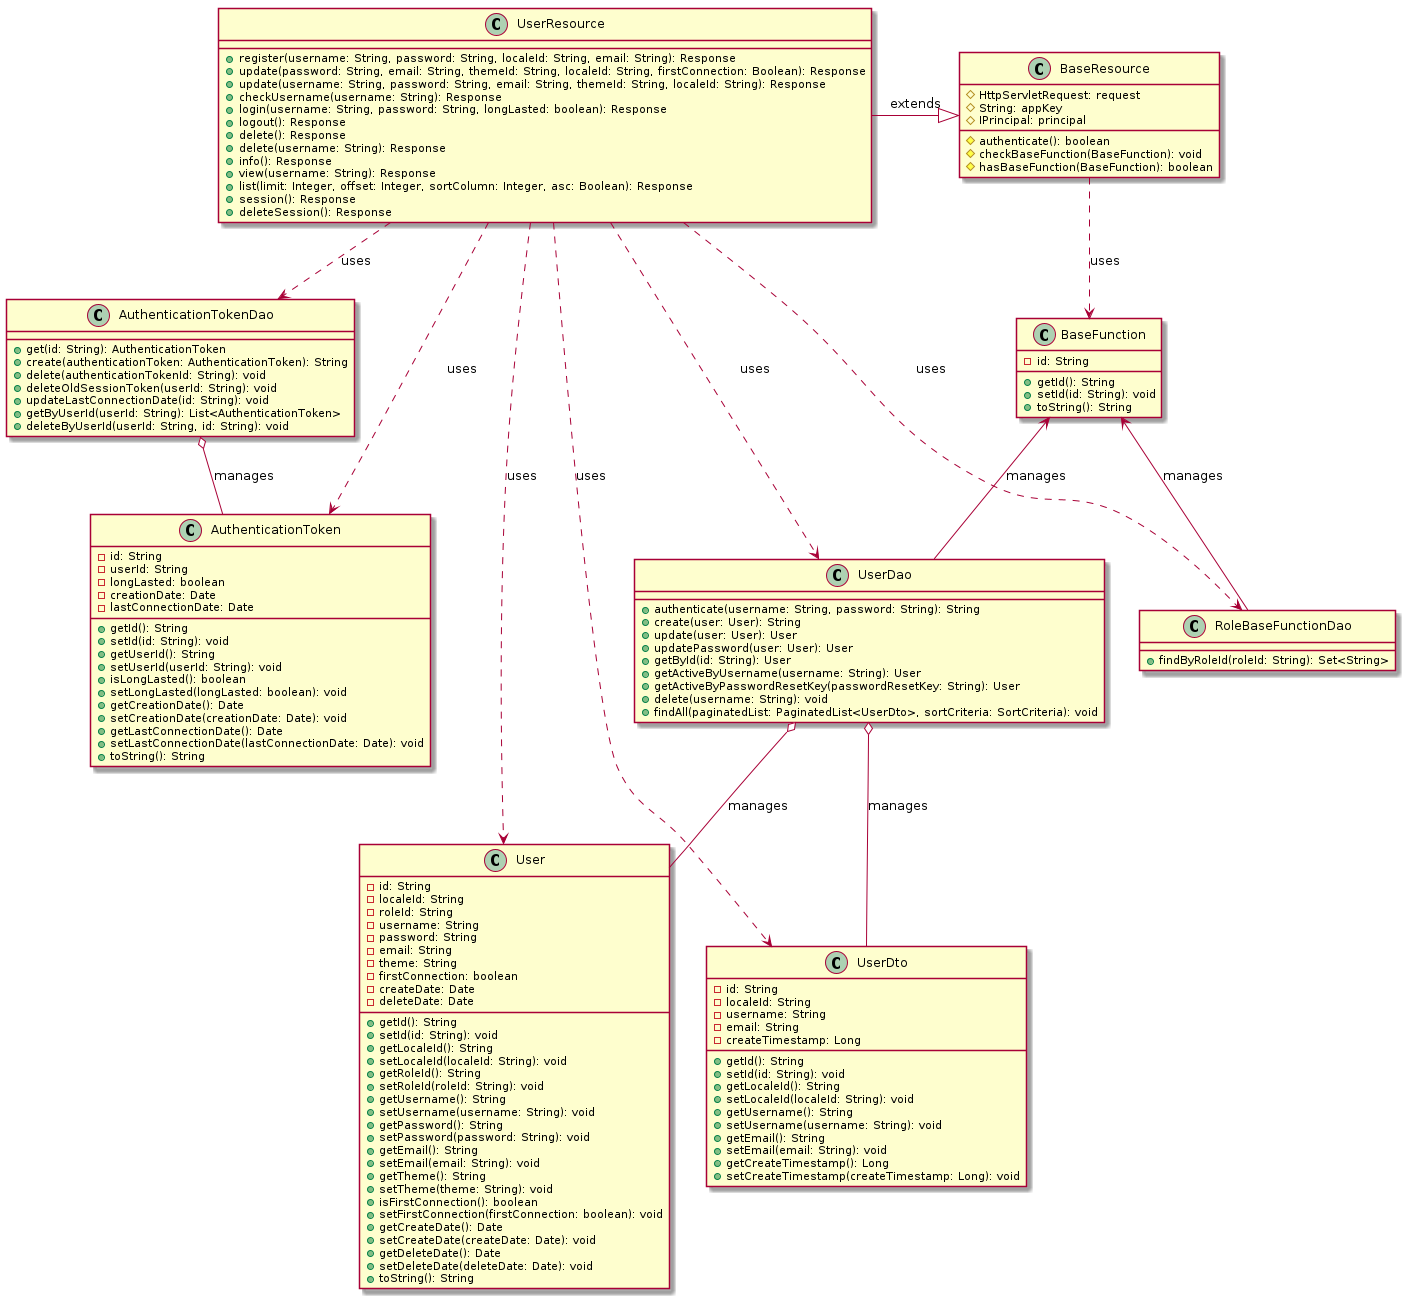 C UserResource
register(username: String, password: String, localeId: String, email: String): Response
update(password: String, email: String, themeId: String, localeId: String, firstConnection: Boolean): Response
update(username: String, password: String, email: String, themeId: String, localeId: String): Response
checkUsername(username: String): Response
login(username: String, password: String, longLasted: boolean): Response
logout(): Response
delete(): Response
delete(username: String): Response
info(): Response
view(username: String): Response
list(limit: Integer, offset: Integer, sortColumn: Integer, asc: Boolean): Response
session(): Response
deleteSession(): Response
extends
C BaseResource
HttpServletRequest: request
String: appKey
IPrincipal: principal
authenticate(): boolean
checkBaseFunction(BaseFunction): void
hasBaseFunction(BaseFunction): boolean
uses
uses
C AuthenticationTokenDao
get(id: String): AuthenticationToken
create(authenticationToken: AuthenticationToken): String
delete(authenticationTokenId: String): void
deleteOldSessionToken(userId: String): void
updateLastConnectionDate(id: String): void
getByUserId(userId: String): List<AuthenticationToken>
deleteByUserId(userId: String, id: String): void
uses
uses
uses
C BaseFunction
id: String
getId(): String
setId(id: String): void
toString(): String
manages
uses
uses
manages
manages
C AuthenticationToken
id: String
userId: String
longLasted: boolean
creationDate: Date
lastConnectionDate: Date
getId(): String
setId(id: String): void
getUserId(): String
setUserId(userId: String): void
isLongLasted(): boolean
setLongLasted(longLasted: boolean): void
getCreationDate(): Date
setCreationDate(creationDate: Date): void
getLastConnectionDate(): Date
setLastConnectionDate(lastConnectionDate: Date): void
toString(): String
C UserDao
authenticate(username: String, password: String): String
create(user: User): String
update(user: User): User
updatePassword(user: User): User
getById(id: String): User
getActiveByUsername(username: String): User
getActiveByPasswordResetKey(passwordResetKey: String): User
delete(username: String): void
findAll(paginatedList: PaginatedList<UserDto>, sortCriteria: SortCriteria): void
C RoleBaseFunctionDao
findByRoleId(roleId: String): Set<String>
manages
manages
C User
id: String
localeId: String
roleId: String
username: String
password: String
email: String
theme: String
firstConnection: boolean
createDate: Date
deleteDate: Date
getId(): String
setId(id: String): void
getLocaleId(): String
setLocaleId(localeId: String): void
getRoleId(): String
setRoleId(roleId: String): void
getUsername(): String
setUsername(username: String): void
getPassword(): String
setPassword(password: String): void
getEmail(): String
setEmail(email: String): void
getTheme(): String
setTheme(theme: String): void
isFirstConnection(): boolean
setFirstConnection(firstConnection: boolean): void
getCreateDate(): Date
setCreateDate(createDate: Date): void
getDeleteDate(): Date
setDeleteDate(deleteDate: Date): void
toString(): String
C UserDto
id: String
localeId: String
username: String
email: String
createTimestamp: Long
getId(): String
setId(id: String): void
getLocaleId(): String
setLocaleId(localeId: String): void
getUsername(): String
setUsername(username: String): void
getEmail(): String
setEmail(email: String): void
getCreateTimestamp(): Long
setCreateTimestamp(createTimestamp: Long): void